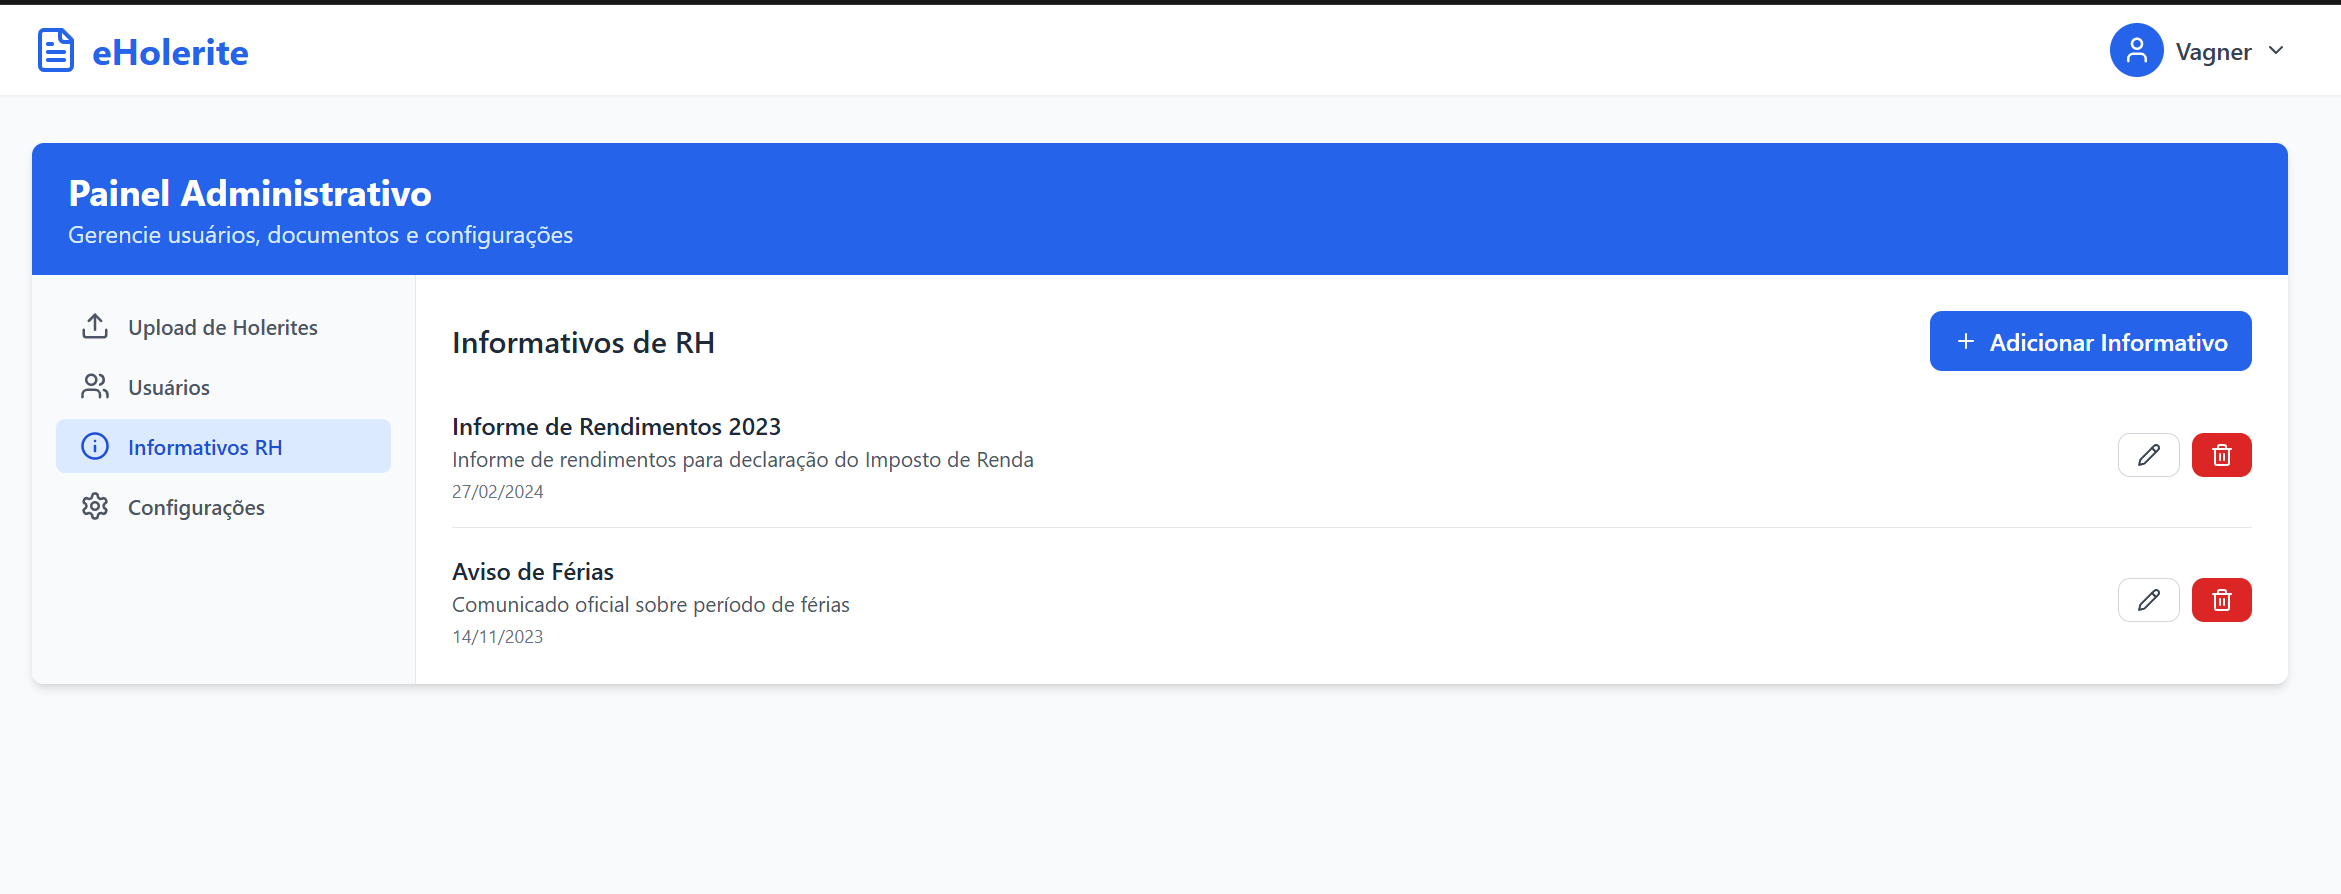 eHolerite
Vagner
Painel Administrativo
Gerencie usuários, documentos e configurações
Upload de Holerites
Usuários
Informativos RH
Configurações
Informativos de RH
Adicionar Informativo
Informe de Rendimentos 2023
Informe de rendimentos para declaração do Imposto de Renda
27/02/2024
Aviso de Férias
Comunicado oficial sobre período de férias
14/11/2023